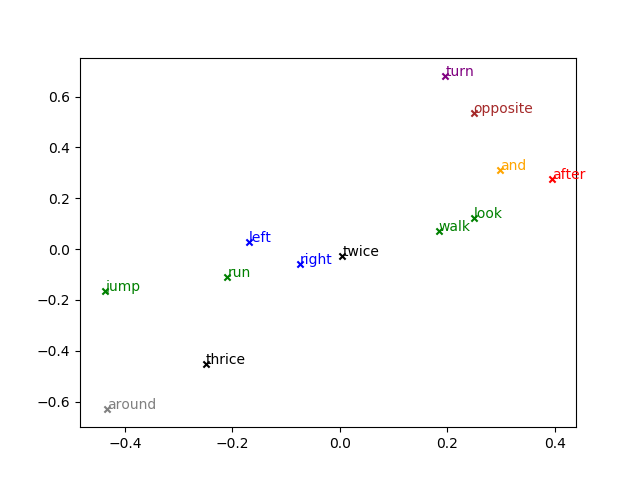 turn
0.6
opposite
0.4
and
after
0.2
look
walk
left
0.0
twice
right
run
jump
−0.2
thrice
−0.4
around
−0.6
−0.4 −0.2 0.0 0.2 0.4